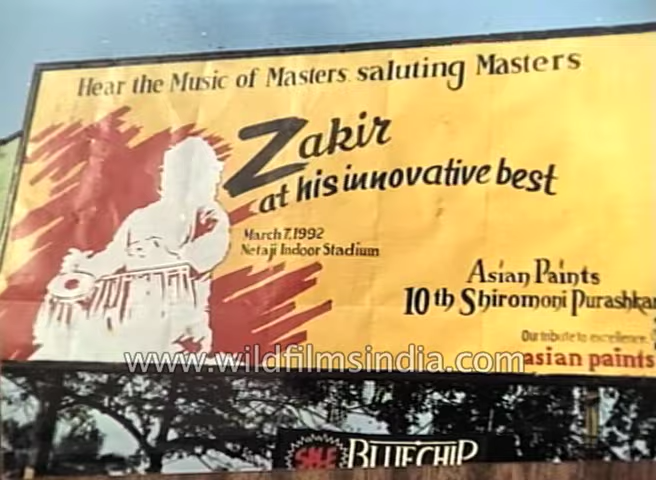 Hear the Music of Masters saluting Masters
Zakir
at his innovative best
March 7, 1992
Netaji Indoor Stadium
Asian Paints
10th Shiromoni Purashkar
Our tribute to excellence.
asian paints
www.wildfilmsindia.com
SALE BLUECHIP